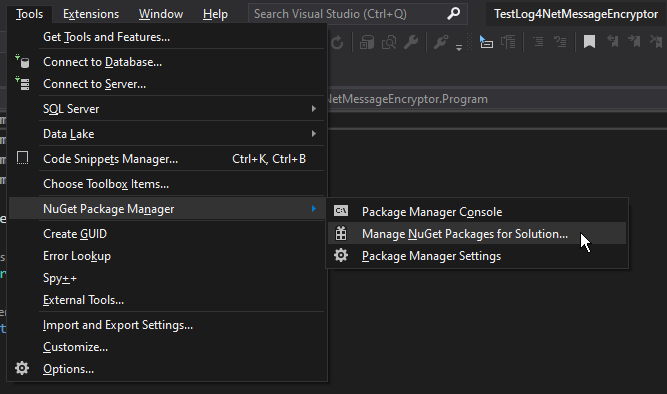 Tools Extensions Window Help Search Visual Studio (Ctrl+Q) TestLog4NetMessageEncryptor
Get Tools and Features...
Connect to Database...
Connect to Server...
SQL Server
NetMessageEncryptor.Program
Data Lake
Code Snippets Manager... Ctrl+K, Ctrl+B
Choose Toolbox Items...
NuGet Package Manager
Package Manager Console
Create GUID
Manage NuGet Packages for Solution...
Error Lookup
Package Manager Settings
Spy++
External Tools...
Import and Export Settings...
Customize...
Options...